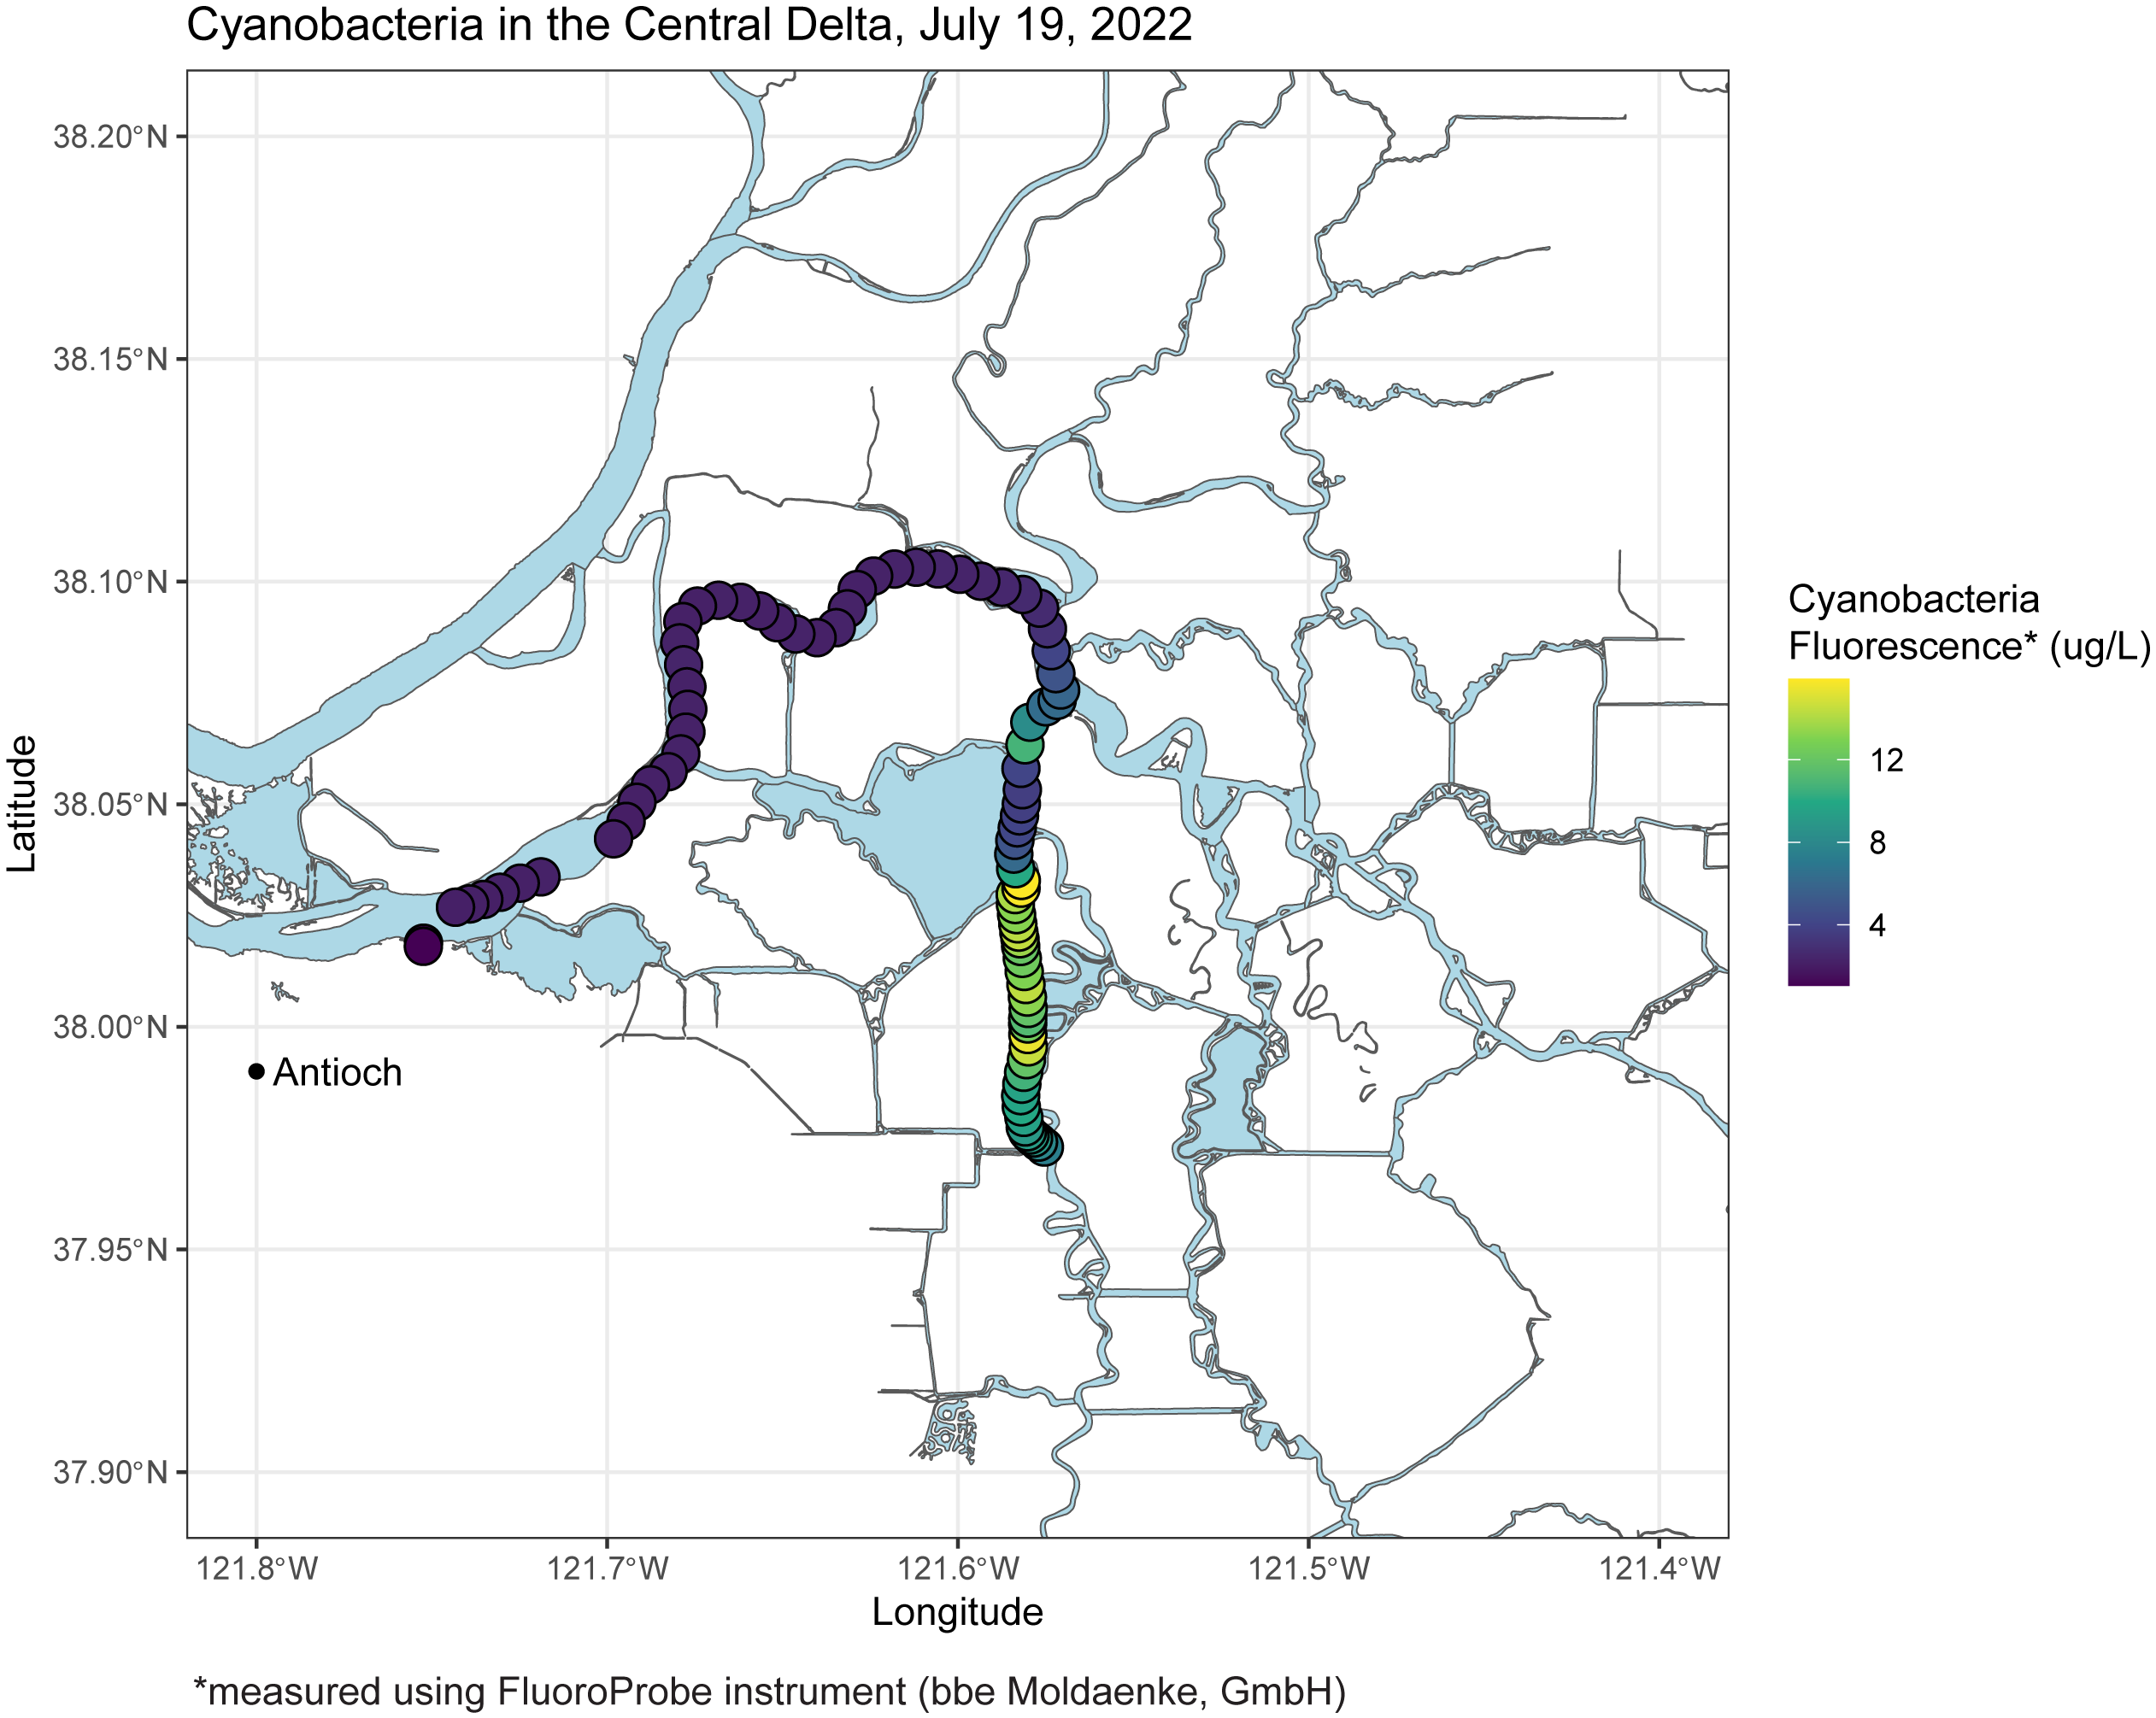 Cyanobacteria in the Central Delta, July 19, 2022
38.20°N
38.15°N
38.10°N
38.05°N
38.00°N
37.95°N
37.90°N
Latitude
Antioch
121.8°W
121.7°W
121.6°W
121.5°W
121.4°W
Longitude
Cyanobacteria
Fluorescence* (ug/L)
12
8
4
*measured using FluoroProbe instrument (bbe Moldaenke, GmbH)